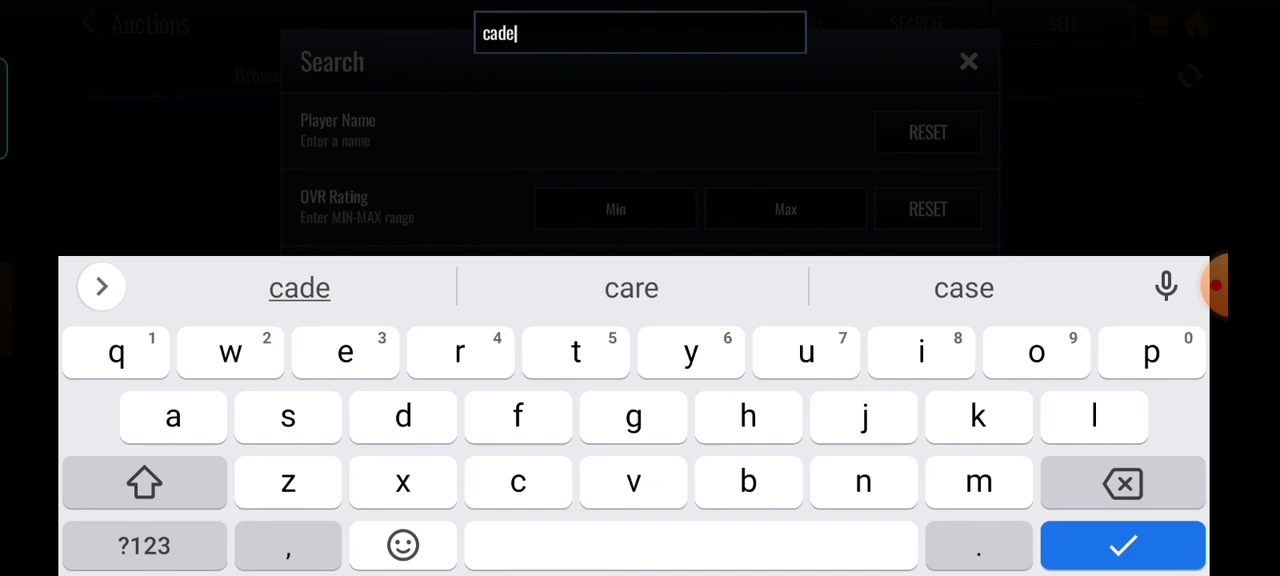 Auctions
SEARCH
SELL
cade
Search
Brows
Player Name
Enter a name
RESET
OVR Rating
Enter MIN-MAX range
Min
Max
RESET
cade
care
case
q 1 w 2 e 3 r 4 t 5 y 6 u 7 i 8 o 9 p 0
a s d f g h j k l
z x c v b n m
?123 , .